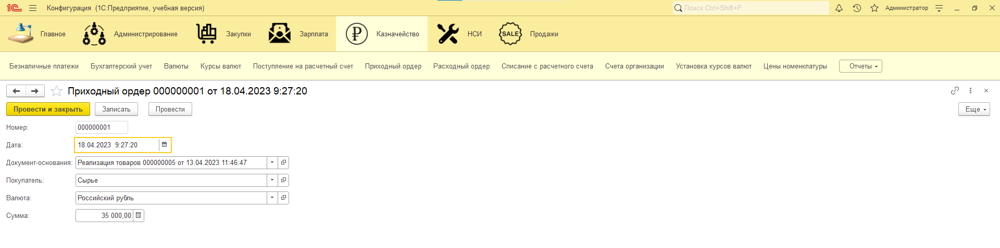 1С Конфигурация (1С:Предприятие, учебная версия) Поиск Ctrl+Shift+F Администратор
Главное Администрирование Закупки Зарплата Казначейство НСИ SALE Продажи
Безналичные платежи Бухгалтерский учет Валюты Курсы валют Поступление на расчетный счет Приходный ордер Расходный ордер Списание с расчетного счета Счета организации Установка курсов валют Цены номенклатуры Отчеты
Приходный ордер 000000001 от 18.04.2023 9:27:20
Провести и закрыть Записать Провести Еще
Номер: 000000001
Дата: 18.04.2023 9:27:20
Документ-основания: Реализация товаров 000000005 от 13.04.2023 11:46:47
Покупатель: Сырье
Валюта: Российский рубль
Сумма: 35 000,00